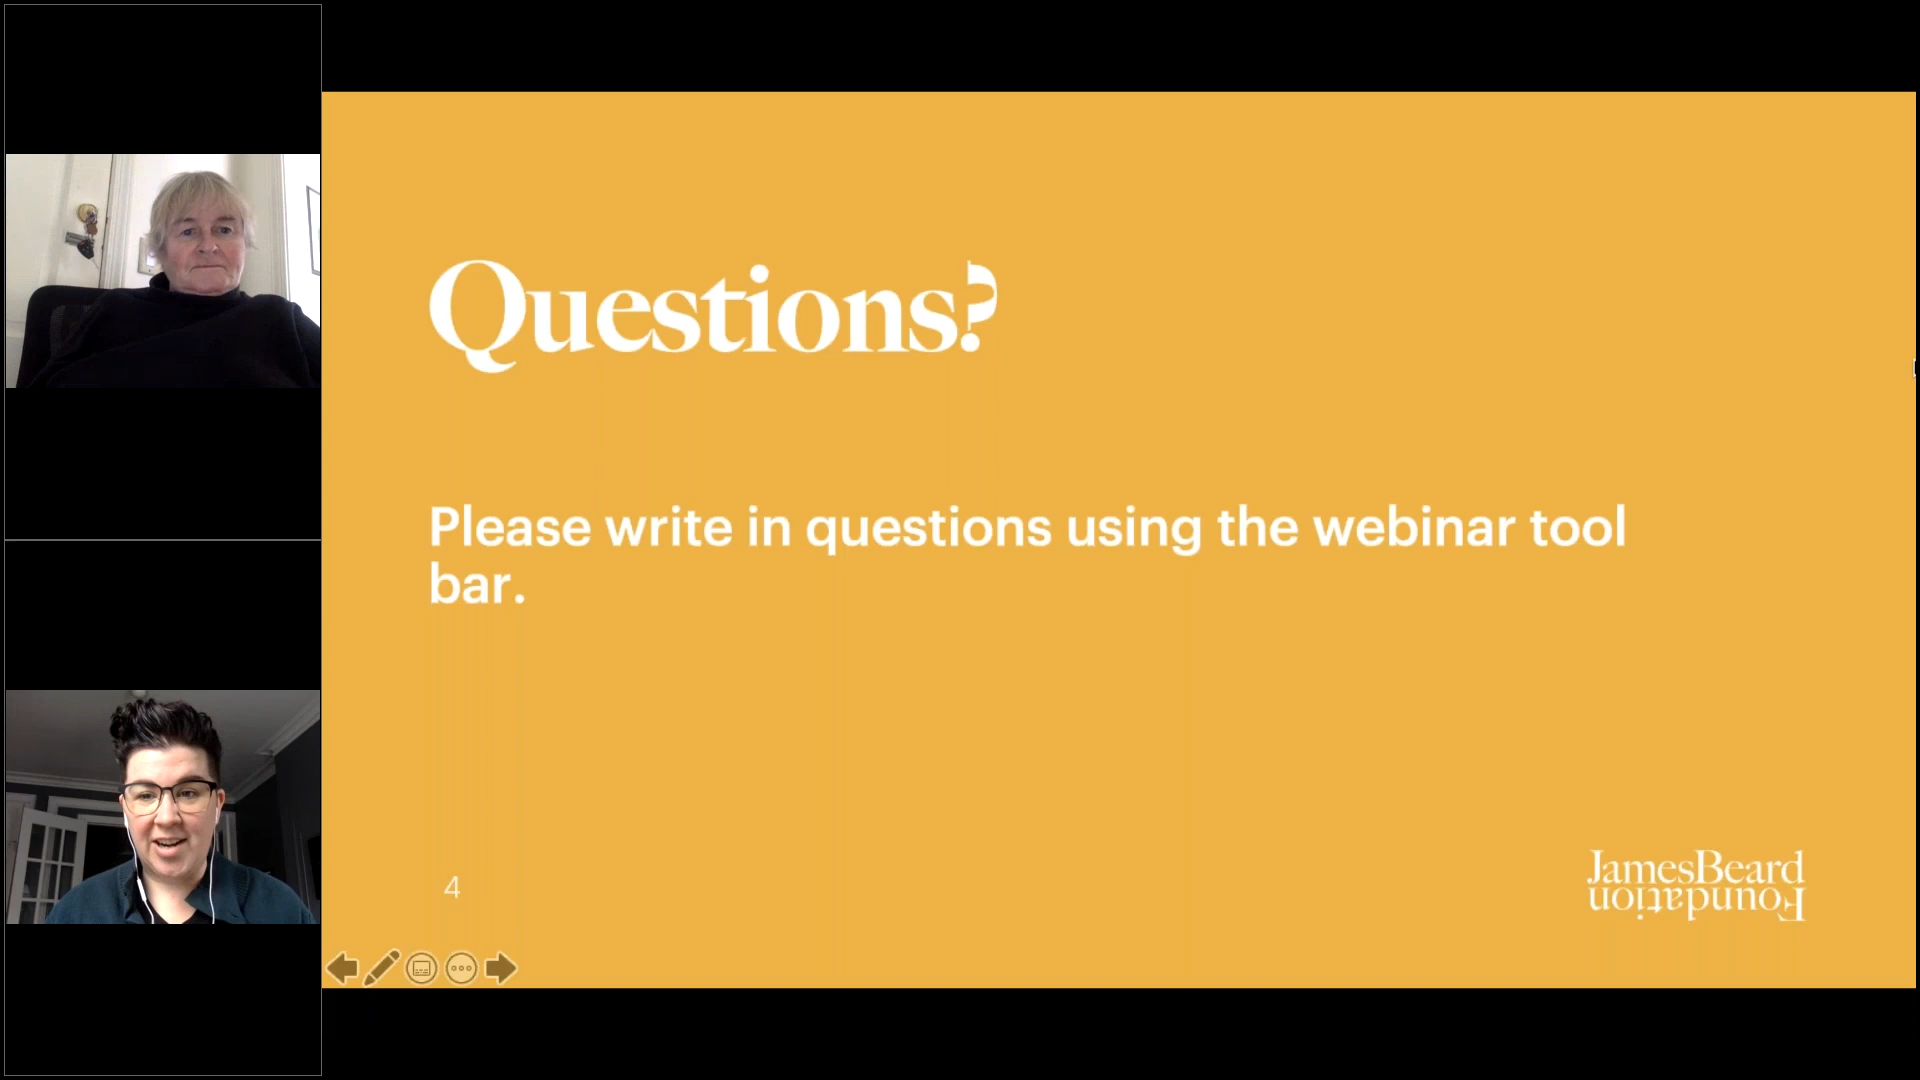 Questions?
Please write in questions using the webinar tool
bar.
4
JamesBeard
Foundation